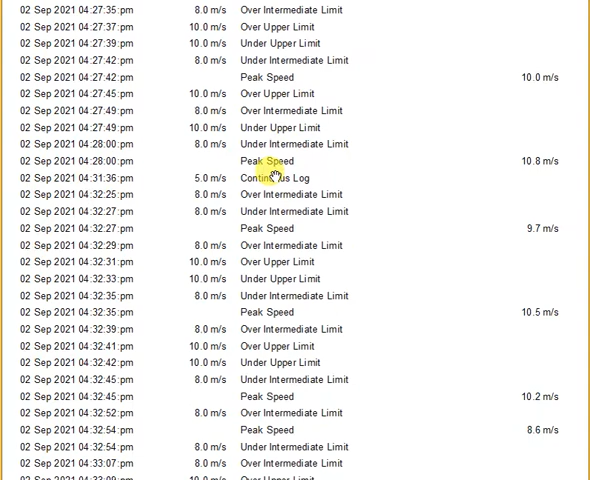 02 Sep 2021 04:27:35:pm 8.0 m/s Over Intermediate Limit
02 Sep 2021 04:27:37:pm 10.0 m/s Over Upper Limit
02 Sep 2021 04:27:39:pm 10.0 m/s Under Upper Limit
02 Sep 2021 04:27:42:pm 8.0 m/s Under Intermediate Limit
02 Sep 2021 04:27:42:pm Peak Speed 10.0 m/s
02 Sep 2021 04:27:45:pm 10.0 m/s Over Upper Limit
02 Sep 2021 04:27:49:pm 8.0 m/s Over Intermediate Limit
02 Sep 2021 04:27:49:pm 10.0 m/s Under Upper Limit
02 Sep 2021 04:28:00:pm 8.0 m/s Under Intermediate Limit
02 Sep 2021 04:28:00:pm Peak Speed 10.8 m/s
02 Sep 2021 04:31:36:pm 5.0 m/s Continuous Log
02 Sep 2021 04:32:25:pm 8.0 m/s Over Intermediate Limit
02 Sep 2021 04:32:27:pm 8.0 m/s Under Intermediate Limit
02 Sep 2021 04:32:27:pm Peak Speed 9.7 m/s
02 Sep 2021 04:32:29:pm 8.0 m/s Over Intermediate Limit
02 Sep 2021 04:32:31:pm 10.0 m/s Over Upper Limit
02 Sep 2021 04:32:33:pm 10.0 m/s Under Upper Limit
02 Sep 2021 04:32:35:pm 8.0 m/s Under Intermediate Limit
02 Sep 2021 04:32:35:pm Peak Speed 10.5 m/s
02 Sep 2021 04:32:39:pm 8.0 m/s Over Intermediate Limit
02 Sep 2021 04:32:41:pm 10.0 m/s Over Upper Limit
02 Sep 2021 04:32:42:pm 10.0 m/s Under Upper Limit
02 Sep 2021 04:32:45:pm 8.0 m/s Under Intermediate Limit
02 Sep 2021 04:32:45:pm Peak Speed 10.2 m/s
02 Sep 2021 04:32:52:pm 8.0 m/s Over Intermediate Limit
02 Sep 2021 04:32:54:pm Peak Speed 8.6 m/s
02 Sep 2021 04:32:54:pm 8.0 m/s Under Intermediate Limit
02 Sep 2021 04:33:07:pm 8.0 m/s Over Intermediate Limit
02 Sep 2021 04:33:09:pm 10.0 m/s Over Upper Limit